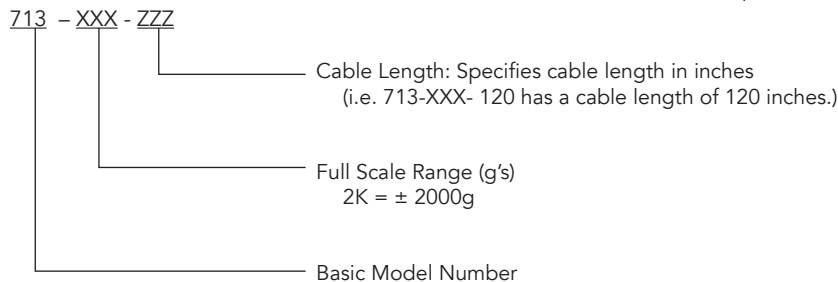 713 – XXX - ZZZ
Cable Length: Specifies cable length in inches
(i.e. 713-XXX- 120 has a cable length of 120 inches.)
Full Scale Range (g's)
2K = ± 2000g
Basic Model Number